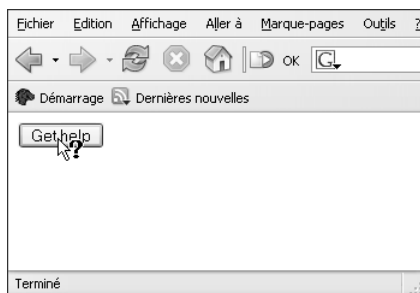 Fichier Edition Affichage Aller à Marque-pages Outils ?
OK G
Démarrage Dernières nouvelles
Get help
Terminé